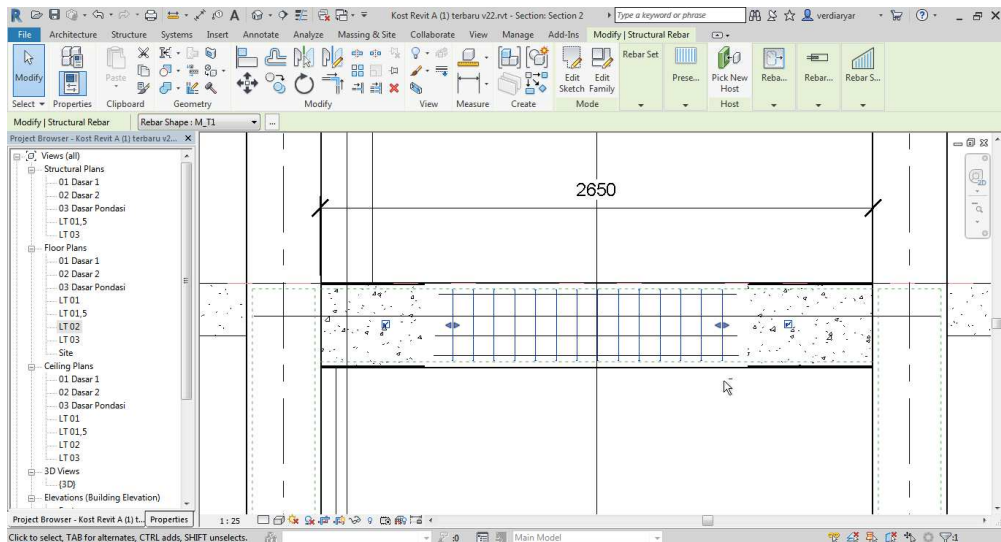 Kost Revit A (1) terbaru v22.rvt - Section: Section 2
Type a keyword or phrase
verdiaryar
File Architecture Structure Systems Insert Annotate Analyze Massing & Site Collaborate View Manage Add-Ins Modify | Structural Rebar
Modify
Paste
Edit Sketch
Edit Family
Rebar Set
Prese...
Pick New Host
Reba...
Rebar...
Rebar S...
Select Properties Clipboard Geometry Modify View Measure Create Mode Host
Modify | Structural Rebar
Rebar Shape : M_T1
...
Project Browser - Kost Revit A (1) terbaru v2...
Views (all)
Structural Plans
01 Dasar 1
02 Dasar 2
03 Dasar Pondasi
LT 01,5
LT 03
Floor Plans
01 Dasar 1
02 Dasar 2
03 Dasar Pondasi
LT 01
LT 01,5
LT 02
LT 03
Site
Ceiling Plans
01 Dasar 1
02 Dasar 2
03 Dasar Pondasi
LT 01
LT 01,5
LT 02
LT 03
3D Views
{3D}
Elevations (Building Elevation)
2650
Project Browser - Kost Revit A (1) t...
Properties
1 : 25
Click to select, TAB for alternates, CTRL adds, SHIFT unselects.
:0
Main Model
:1